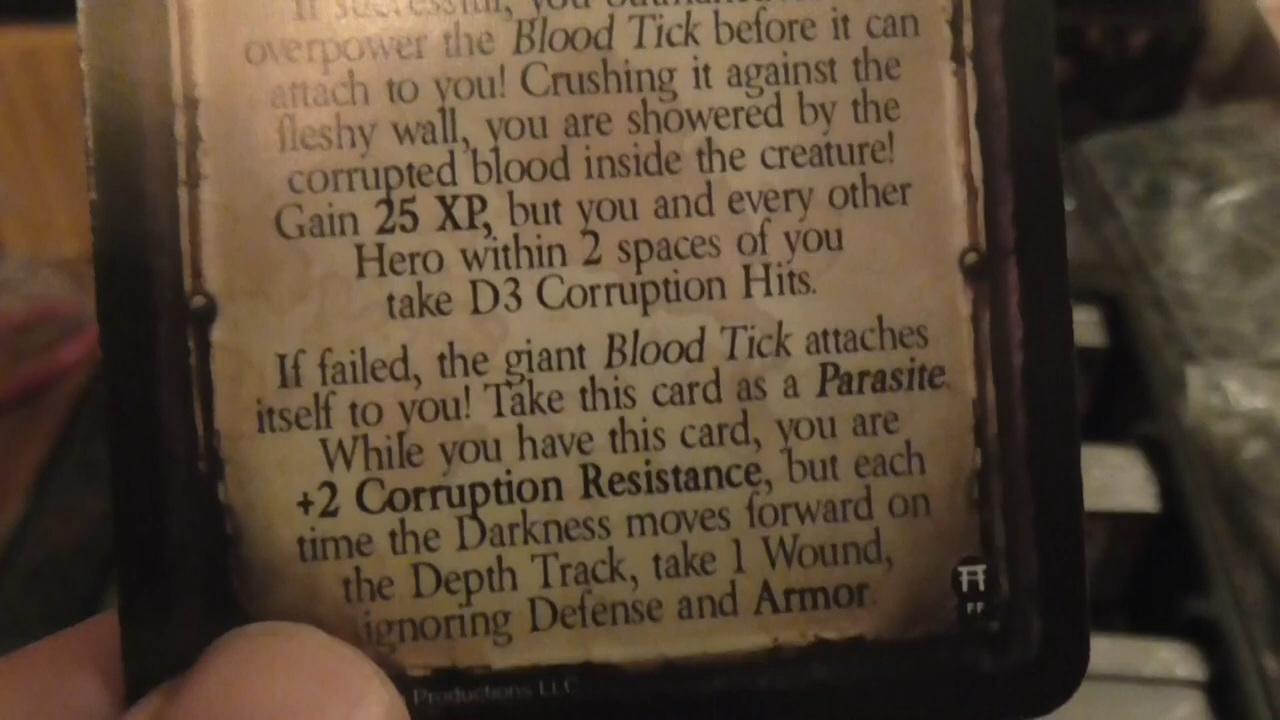 If successful, you
overpower the Blood Tick before it can
attach to you! Crushing it against the
fleshy wall, you are showered by the
corrupted blood inside the creature!
Gain 25 XP, but you and every other
Hero within 2 spaces of you
take D3 Corruption Hits.
If failed, the giant Blood Tick attaches
itself to you! Take this card as a Parasite.
While you have this card, you are
+2 Corruption Resistance, but each
time the Darkness moves forward on
the Depth Track, take 1 Wound,
ignoring Defense and Armor.
FF
Productions LLC